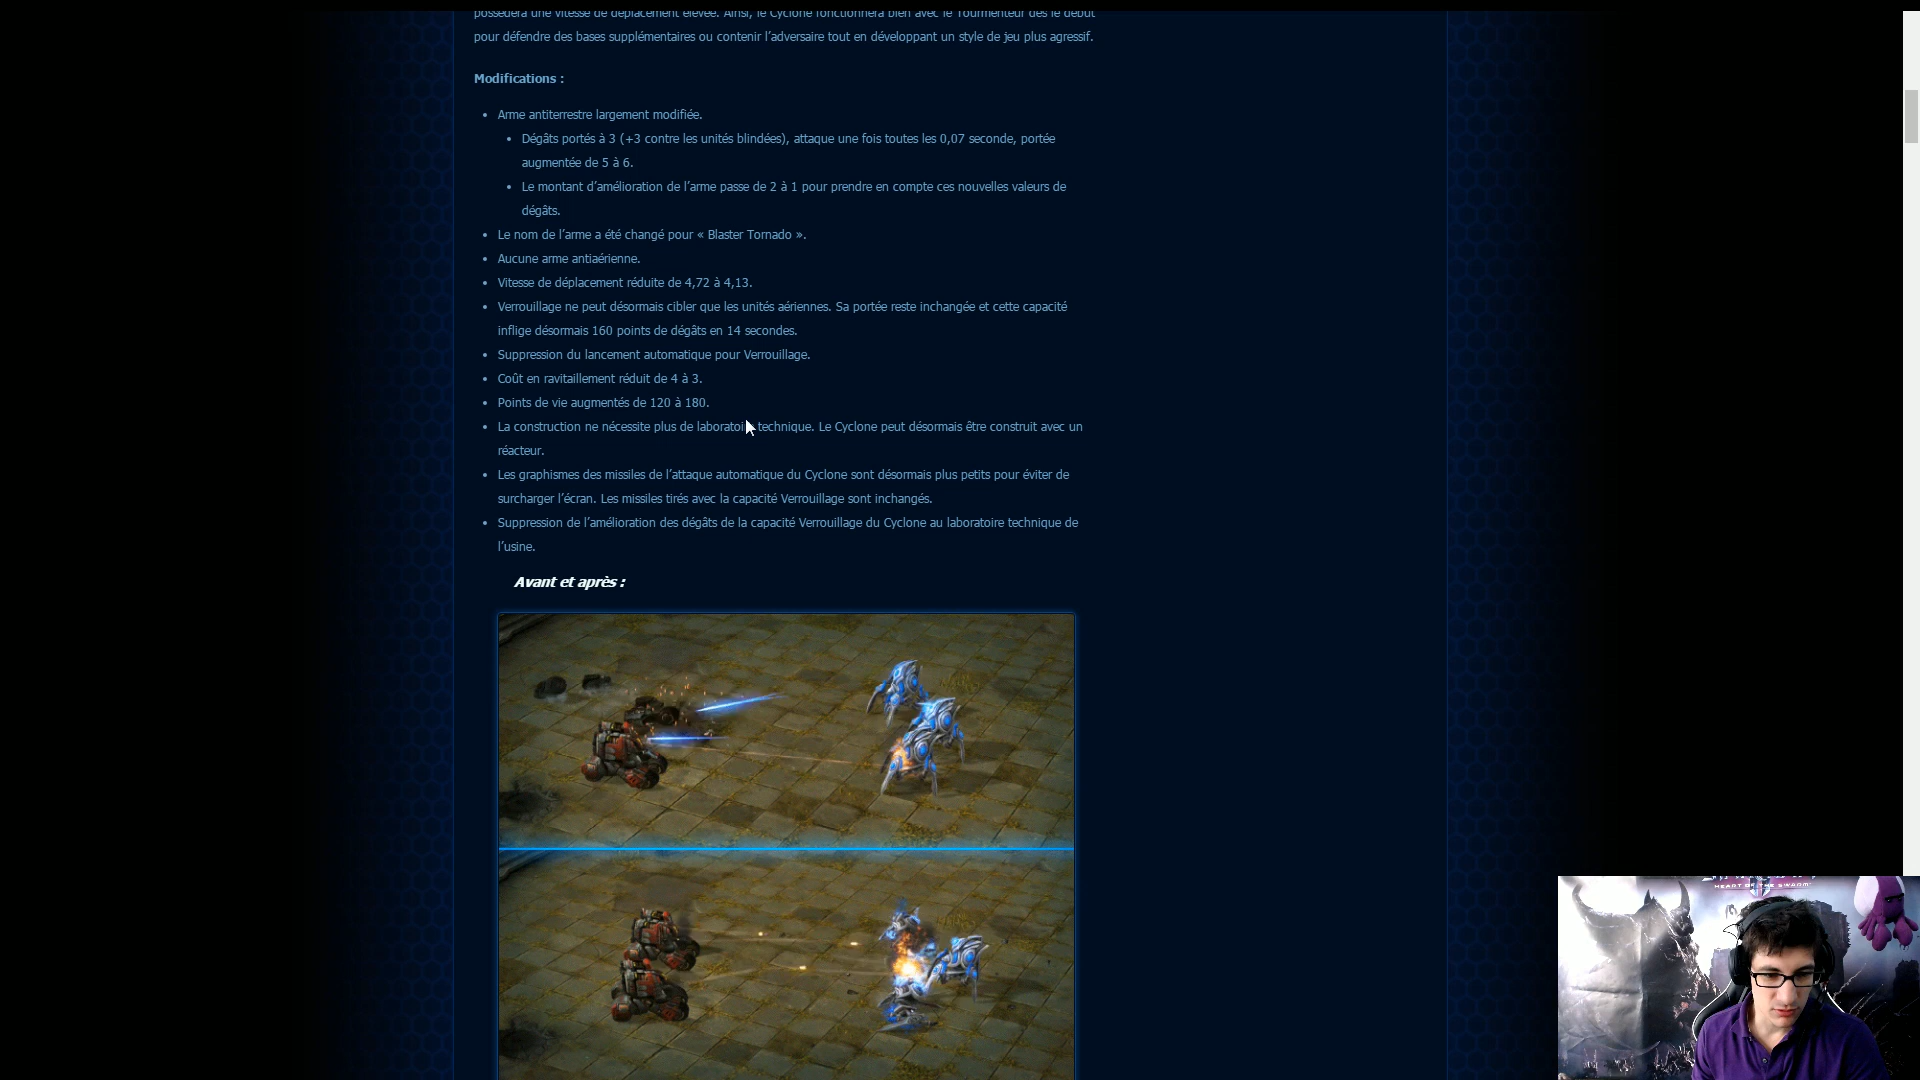 possédera une vitesse de déplacement élevée. Ainsi, le Cyclone fonctionnera bien avec le Tourmenteur dès le début
pour défendre des bases supplémentaires ou contenir l’adversaire tout en développant un style de jeu plus agressif.
Modifications :
Arme antiterrestre largement modifiée.
Dégâts portés à 3 (+3 contre les unités blindées), attaque une fois toutes les 0,07 seconde, portée
augmentée de 5 à 6.
Le montant d’amélioration de l’arme passe de 2 à 1 pour prendre en compte ces nouvelles valeurs de
dégâts.
Le nom de l’arme a été changé pour « Blaster Tornado ».
Aucune arme antiaérienne.
Vitesse de déplacement réduite de 4,72 à 4,13.
Verrouillage ne peut désormais cibler que les unités aériennes. Sa portée reste inchangée et cette capacité
inflige désormais 160 points de dégâts en 14 secondes.
Suppression du lancement automatique pour Verrouillage.
Coût en ravitaillement réduit de 4 à 3.
Points de vie augmentés de 120 à 180.
La construction ne nécessite plus de laboratoire technique. Le Cyclone peut désormais être construit avec un
réacteur.
Les graphismes des missiles de l’attaque automatique du Cyclone sont désormais plus petits pour éviter de
surcharger l’écran. Les missiles tirés avec la capacité Verrouillage sont inchangés.
Suppression de l’amélioration des dégâts de la capacité Verrouillage du Cyclone au laboratoire technique de
l’usine.
Avant et après :
HEART OF THE SWARM